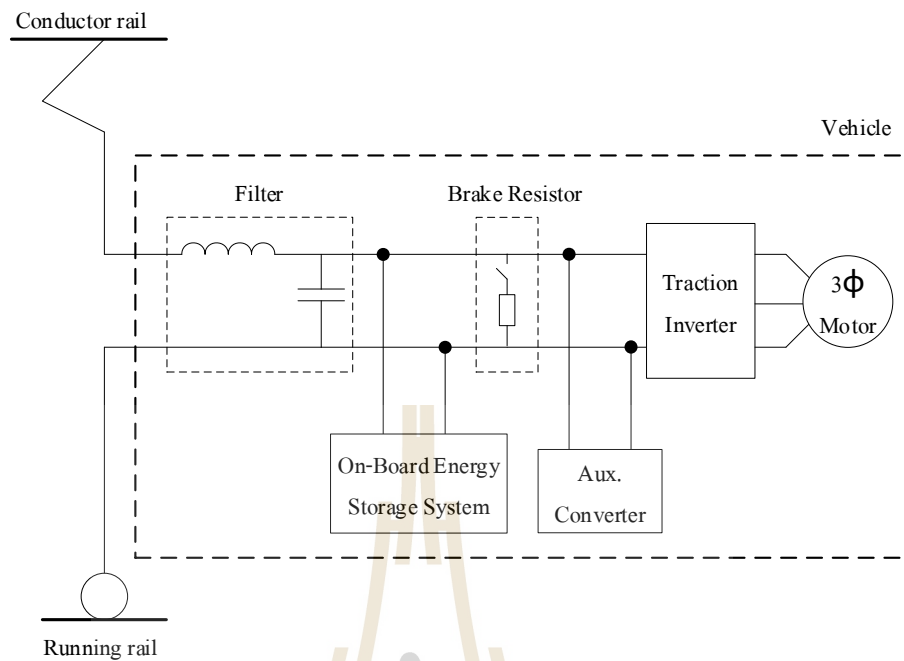 Conductor rail
Vehicle
Filter
Brake Resistor
Traction
Inverter
3ϕ
Motor
On-Board Energy
Storage System
Aux.
Converter
Running rail